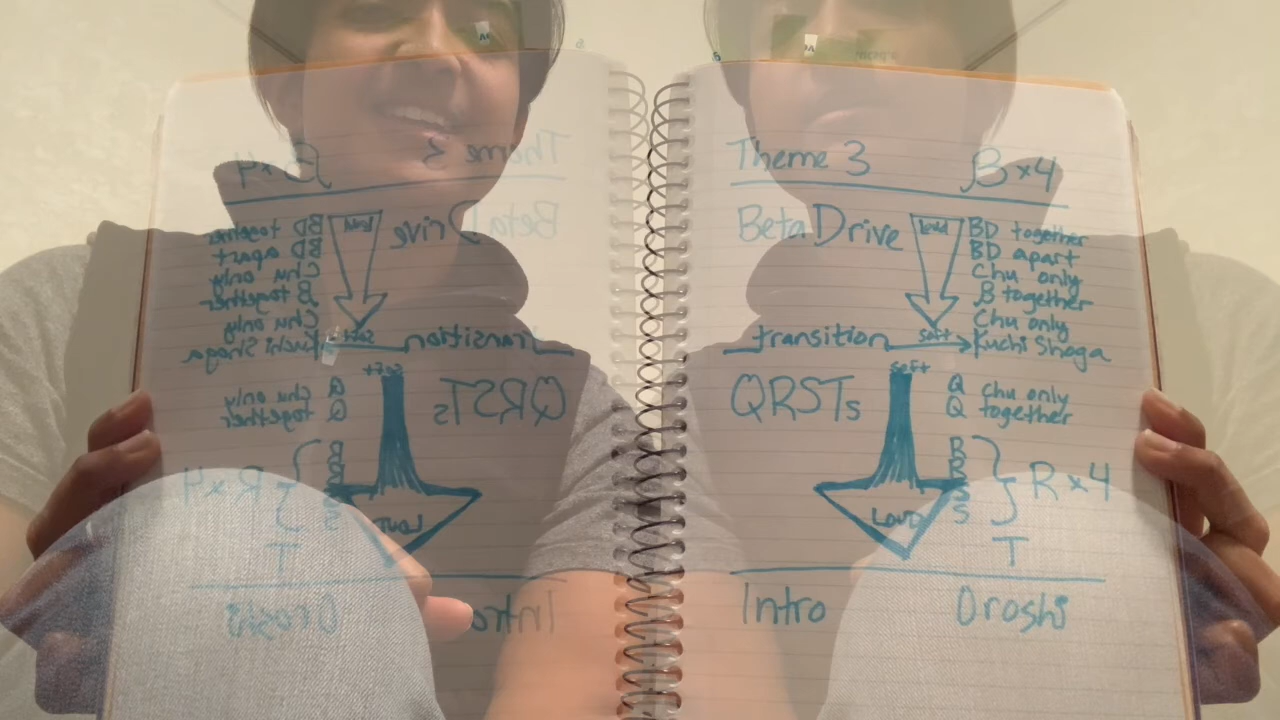 Theme 3 B x4
Beta Drive loud BD together
BD apart
Chu only
B together
Chu only
transition soft Kuchi Shoga
soft
QRSTs Q Chu only
Q together
R
R
S
S
R x 4
LOUD
T
Intro Oroshi